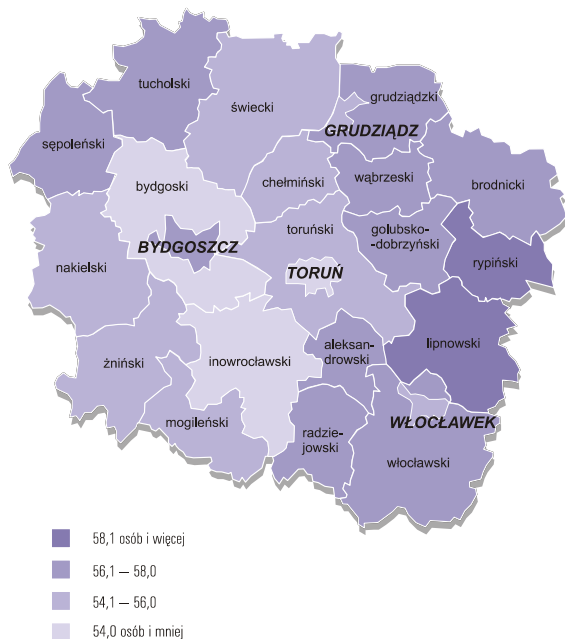 tucholski
grudziądzki
świecki
GRUDZIĄDZ
sępoleński
wąbrzeski
bydgoski
chełmiński
brodnicki
toruński
golubsko-
-dobrzyński
BYDGOSZCZ
rypiński
nakielski
TORUŃ
aleksan-
drowski
lipnowski
żniński
inowrocławski
mogileński
WŁOCŁAWEK
radzie-
jowski
włocławski
58,1 osób i więcej
56,1 — 58,0
54,1 — 56,0
54,0 osób i mniej